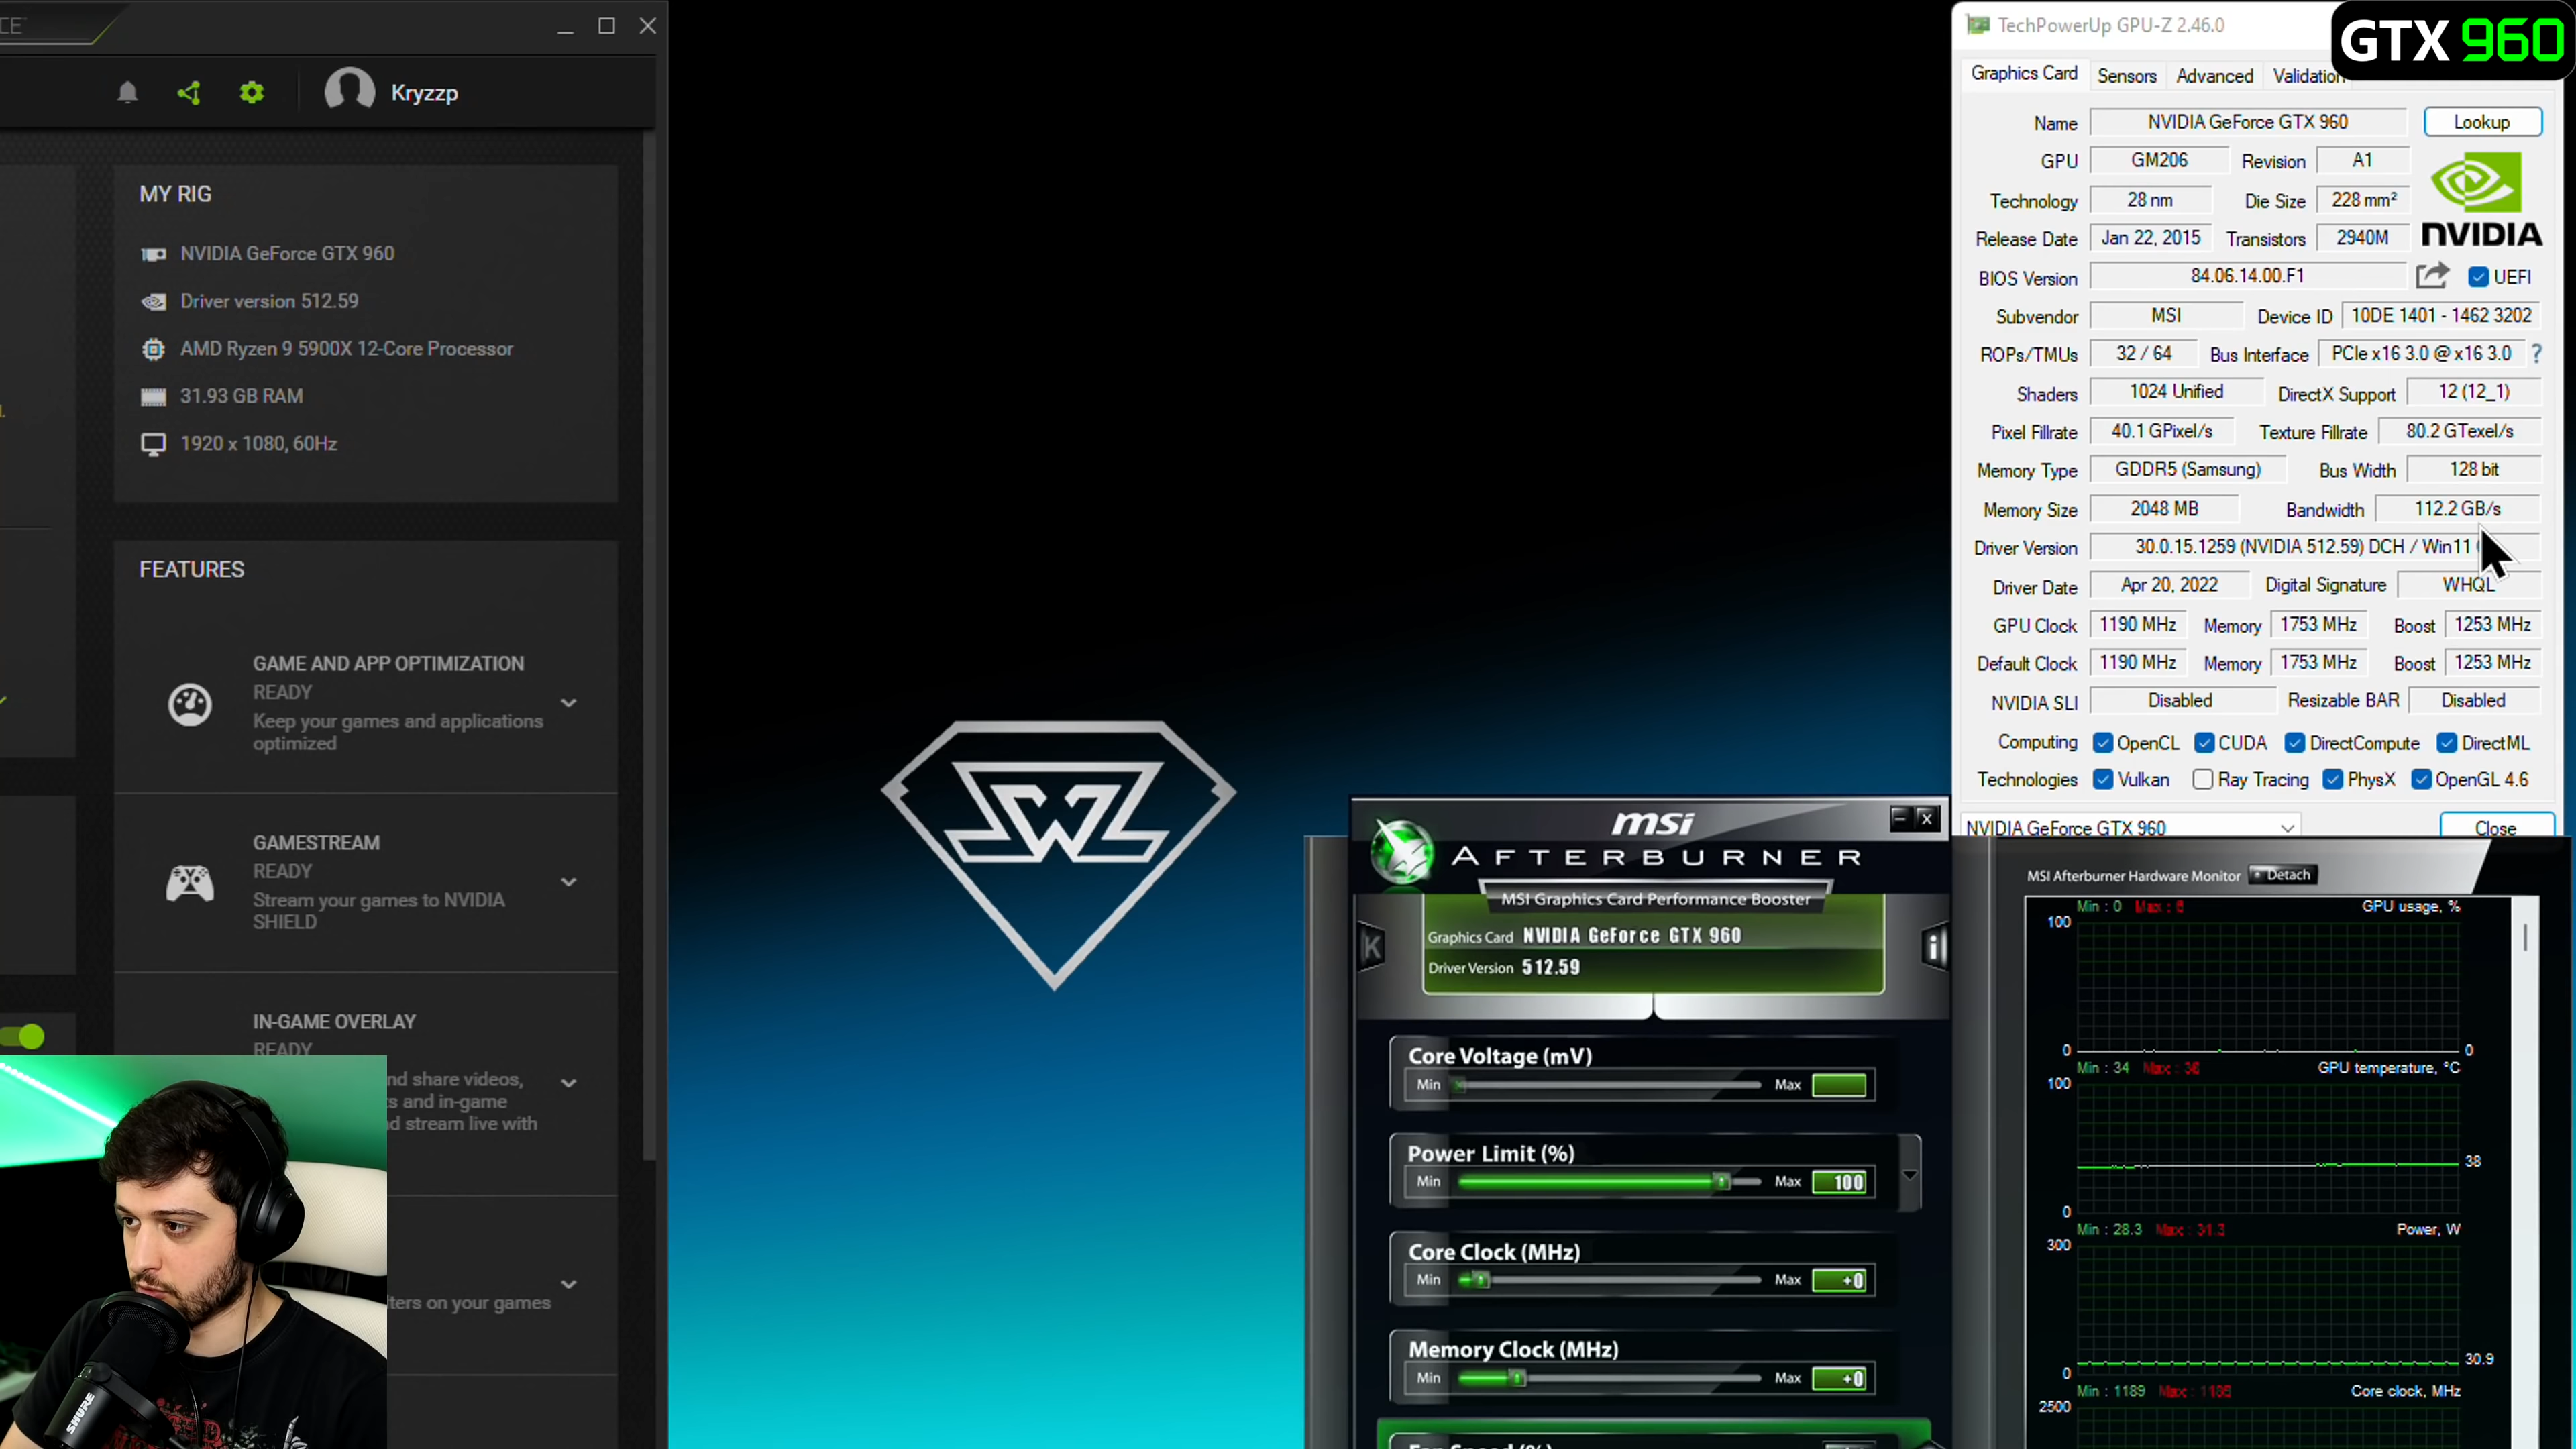 CE
Kryzzp
MY RIG
NVIDIA GeForce GTX 960
Driver version 512.59
AMD Ryzen 9 5900X 12-Core Processor
31.93 GB RAM
1920 x 1080, 60Hz
FEATURES
GAME AND APP OPTIMIZATION
READY
Keep your games and applications
optimized
GAMESTREAM
READY
Stream your games to NVIDIA
SHIELD
IN-GAME OVERLAY
READY
nd share videos,
s and in-game
d stream live with
lters on your games
SHURE
TechPowerUp GPU-Z 2.46.0
GTX 960
Graphics Card Sensors Advanced Validation
Name NVIDIA GeForce GTX 960 Lookup
GPU GM206 Revision A1
Technology 28 nm Die Size 228 mm²
Release Date Jan 22, 2015 Transistors 2940M
NVIDIA
BIOS Version 84.06.14.00.F1 UEFI
Subvendor MSI Device ID 10DE 1401 - 1462 3202
ROPs/TMUs 32 / 64 Bus Interface PCIe x16 3.0 @ x16 3.0 ?
Shaders 1024 Unified DirectX Support 12 (12_1)
Pixel Fillrate 40.1 GPixel/s Texture Fillrate 80.2 GTexel/s
Memory Type GDDR5 (Samsung) Bus Width 128 bit
Memory Size 2048 MB Bandwidth 112.2 GB/s
Driver Version 30.0.15.1259 (NVIDIA 512.59) DCH / Win11
Driver Date Apr 20, 2022 Digital Signature WHQL
GPU Clock 1190 MHz Memory 1753 MHz Boost 1253 MHz
Default Clock 1190 MHz Memory 1753 MHz Boost 1253 MHz
NVIDIA SLI Disabled Resizable BAR Disabled
Computing OpenCL CUDA DirectCompute DirectML
Technologies Vulkan Ray Tracing PhysX OpenGL 4.6
NVIDIA GeForce GTX 960 Close
msi
AFTERBURNER
MSI Graphics Card Performance Booster
Graphics Card NVIDIA GeForce GTX 960
Driver Version 512.59
K
i
Core Voltage (mV)
Min Max
Power Limit (%)
Min Max 100
Core Clock (MHz)
Min Max +0
Memory Clock (MHz)
Min Max +0
Fan Speed (%)
MSI Afterburner Hardware Monitor Detach
Min : 0 Max : GPU usage, %
100
0 0
Min : 34 Max : 38 GPU temperature, °C
100
38
0
Min : 28.3 Max : 31.3 Power, W
300
30.9
0
Min : 1189 Max : Core clock, MHz
2500